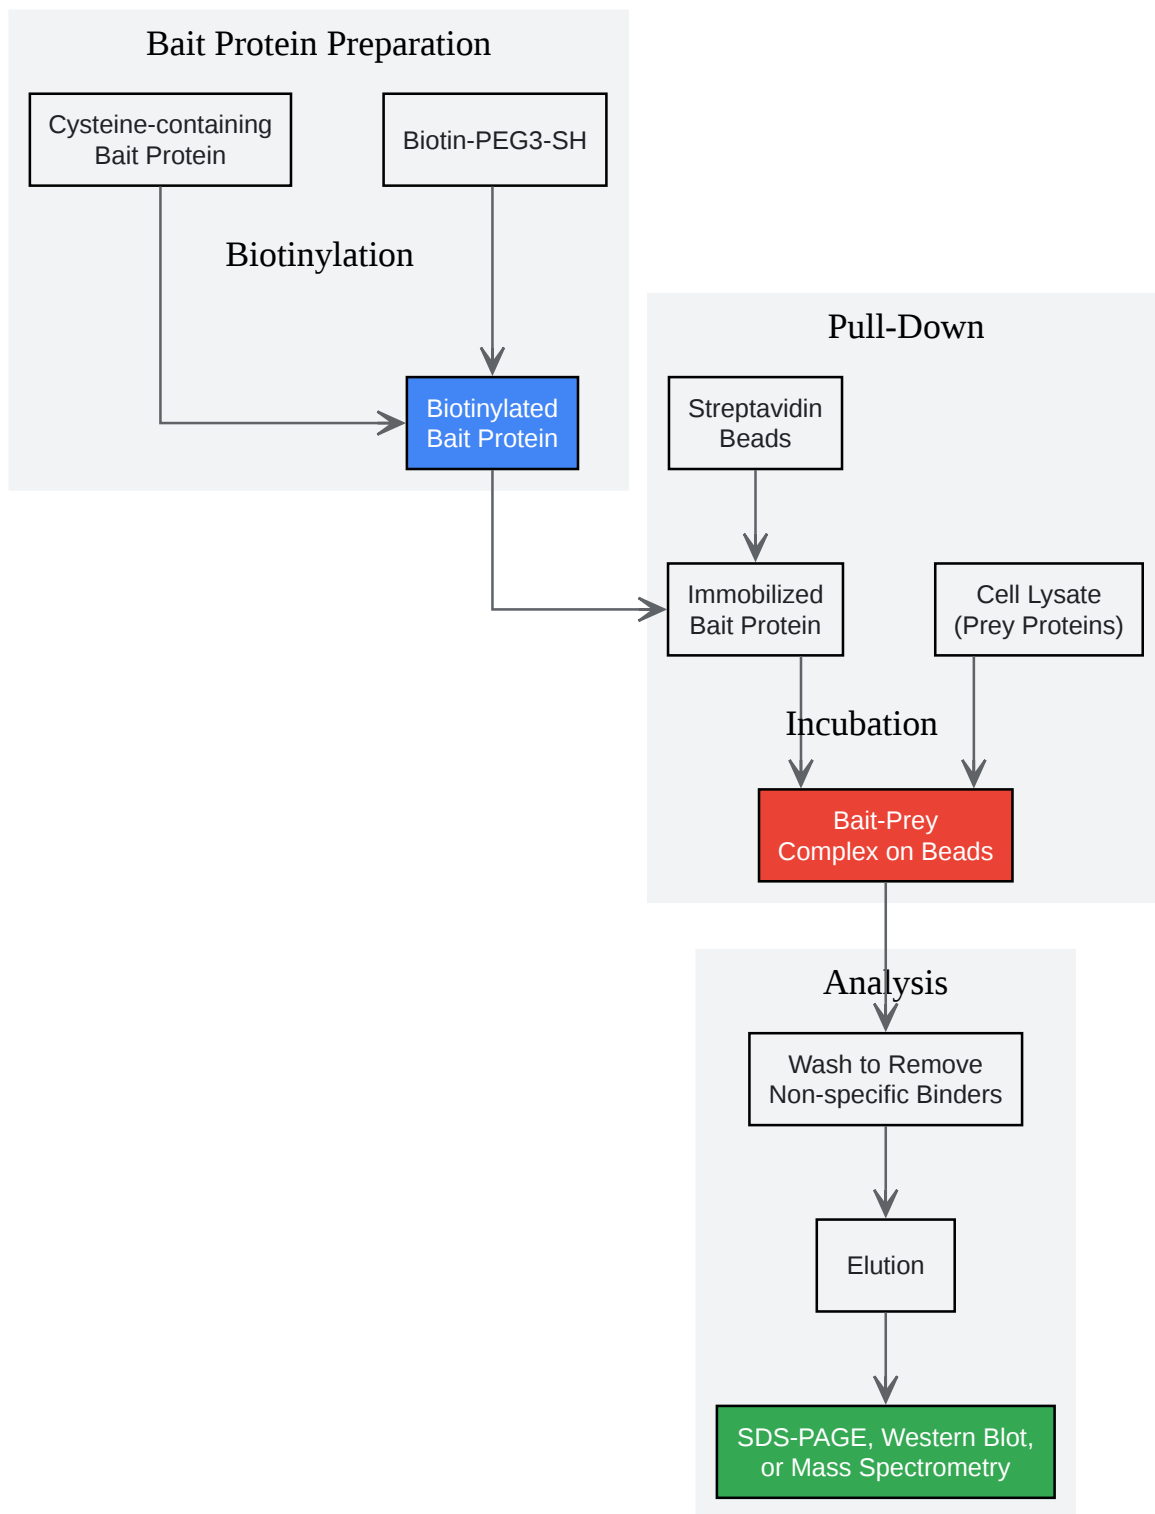 Bait Protein Preparation
Cysteine-containing
Bait Protein
Biotin-PEG3-SH
Biotinylation
Biotinylated
Bait Protein
Pull-Down
Streptavidin
Beads
Immobilized
Bait Protein
Cell Lysate
(Prey Proteins)
Incubation
Bait-Prey
Complex on Beads
Analysis
Wash to Remove
Non-specific Binders
Elution
SDS-PAGE, Western Blot,
or Mass Spectrometry